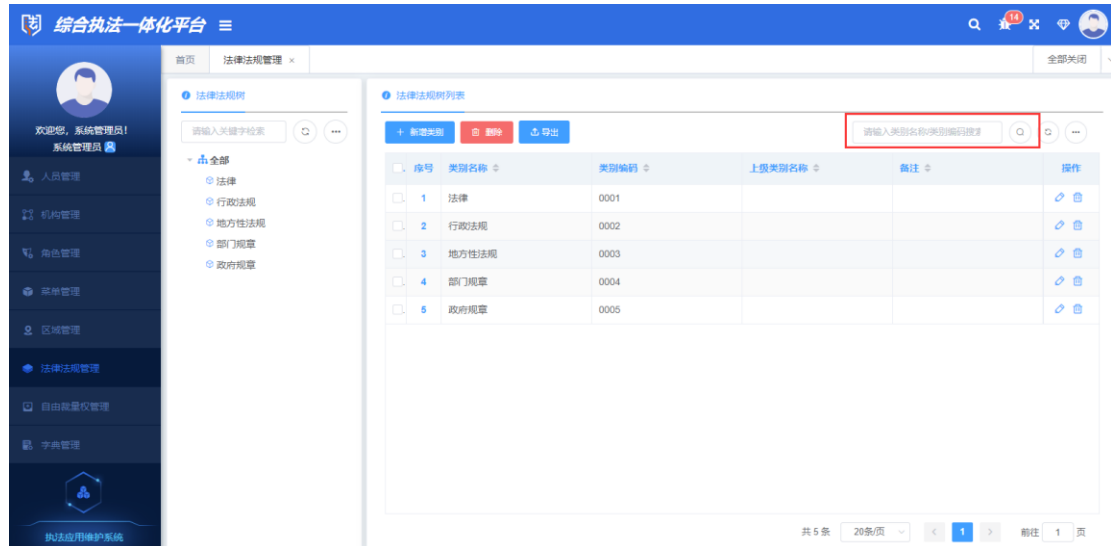 综合执法一体化平台
14
首页 法律法规管理 × 全部关闭
欢迎您，系统管理员！
系统管理员
人员管理
机构管理
角色管理
菜单管理
区域管理
法律法规管理
自由裁量权管理
字典管理
执法应用维护系统
法律法规树
请输入关键字检索
全部
法律
行政法规
地方性法规
部门规章
政府规章
法律法规树列表
+ 新增类别 删除 导出 请输入类别名称/类别编码搜索
序号 类别名称 类别编码 上级类别名称 备注 操作
1 法律 0001
2 行政法规 0002
3 地方性法规 0003
4 部门规章 0004
5 政府规章 0005
共 5 条 20条/页 < 1 > 前往 1 页